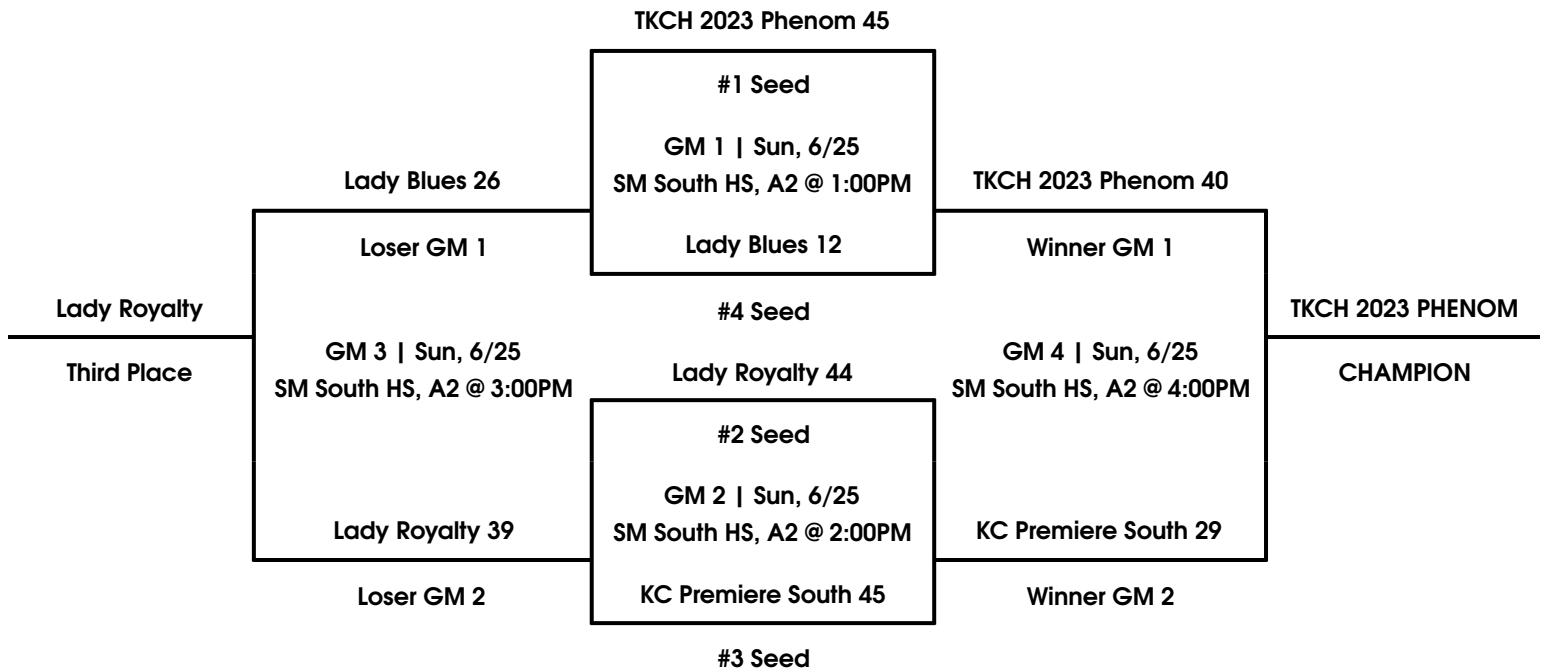 TKCH 2023 Phenom 45
#1 Seed
GM 1 | Sun, 6/25
SM South HS, A2 @ 1:00PM
Lady Blues 12
#4 Seed
Lady Royalty 44
#2 Seed
GM 2 | Sun, 6/25
SM South HS, A2 @ 2:00PM
KC Premiere South 45
#3 Seed
Lady Blues 26
Loser GM 1
GM 3 | Sun, 6/25
SM South HS, A2 @ 3:00PM
Lady Royalty 39
Loser GM 2
Lady Royalty
Third Place
TKCH 2023 Phenom 40
Winner GM 1
GM 4 | Sun, 6/25
SM South HS, A2 @ 4:00PM
KC Premiere South 29
Winner GM 2
TKCH 2023 PHENOM
CHAMPION